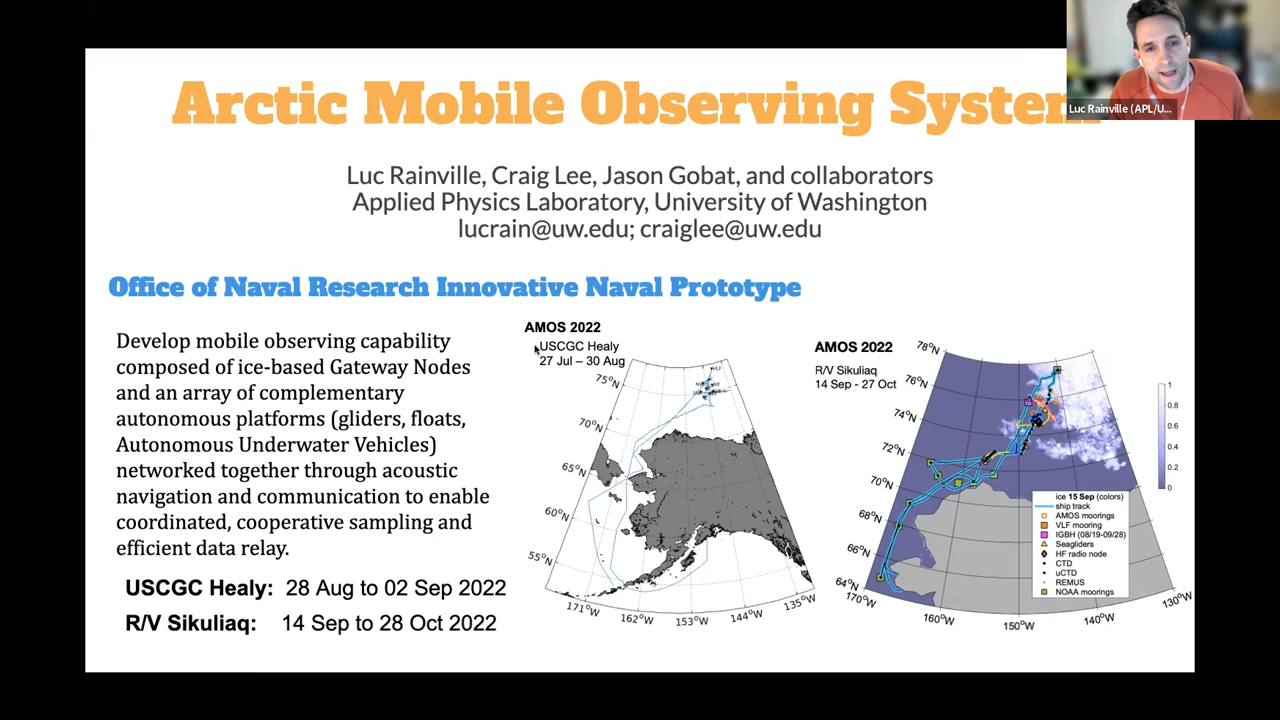 Arctic Mobile Observing System
Luc Rainville (APL/U...
Luc Rainville, Craig Lee, Jason Gobat, and collaborators
Applied Physics Laboratory, University of Washington
lucrain@uw.edu; craiglee@uw.edu
Office of Naval Research Innovative Naval Prototype
Develop mobile observing capability
composed of ice-based Gateway Nodes
and an array of complementary
autonomous platforms (gliders, floats,
Autonomous Underwater Vehicles)
networked together through acoustic
navigation and communication to enable
coordinated, cooperative sampling and
efficient data relay.
USCGC Healy: 28 Aug to 02 Sep 2022
R/V Sikuliaq: 14 Sep to 28 Oct 2022
AMOS 2022
USCGC Healy
27 Jul – 30 Aug
75°N
70°N
65°N
60°N
55°N
171°W
162°W
153°W
144°W
135°W
VLF
AMOS 2022
R/V Sikuliaq
14 Sep - 27 Oct
78°N
76°N
74°N
72°N
70°N
68°N
66°N
64°N
170°W
160°W
150°W
140°W
130°W
1
0.8
0.6
0.4
0.2
0
ice 15 Sep (colors)
ship track
AMOS moorings
VLF mooring
IGBH (08/19-09/28)
Seagliders
HF radio node
CTD
uCTD
REMUS
NOAA moorings